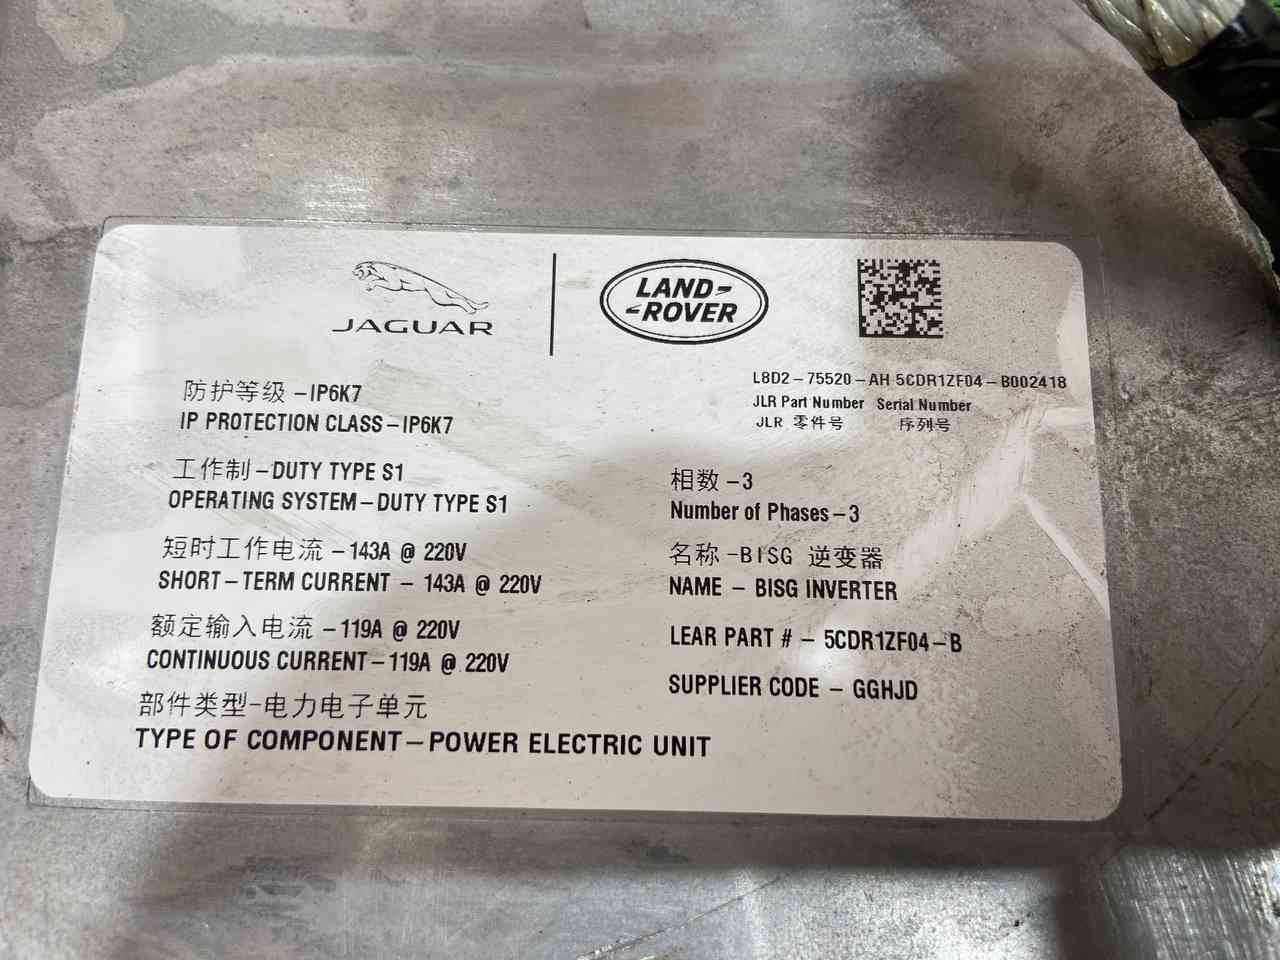 JAGUAR
LAND-
-ROVER
L8D2-75520-AH 5CDR1ZF04-B002418
JLR Part Number Serial Number
JLR 零件号 序列号
防护等级-IP6K7
IP PROTECTION CLASS-IP6K7
工作制-DUTY TYPE S1
OPERATING SYSTEM-DUTY TYPE S1
短时工作电流-143A @ 220V
SHORT-TERM CURRENT - 143A @ 220V
额定输入电流-119A @ 220V
CONTINUOUS CURRENT-119A @ 220V
部件类型-电力电子单元
TYPE OF COMPONENT-POWER ELECTRIC UNIT
相数-3
Number of Phases-3
名称-BISG 逆变器
NAME - BISG INVERTER
LEAR PART # - 5CDR1ZF04-B
SUPPLIER CODE - GGHJD